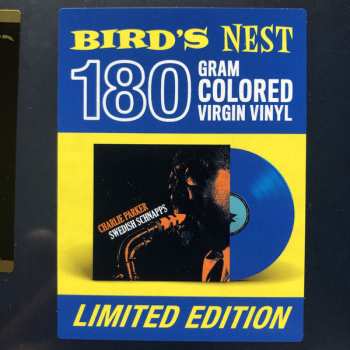 BIRD'S NEST
180
GRAM
COLORED
VIRGIN VINYL
CHARLIE PARKER
SWEDISH SCHNAPPS
LIMITED EDITION